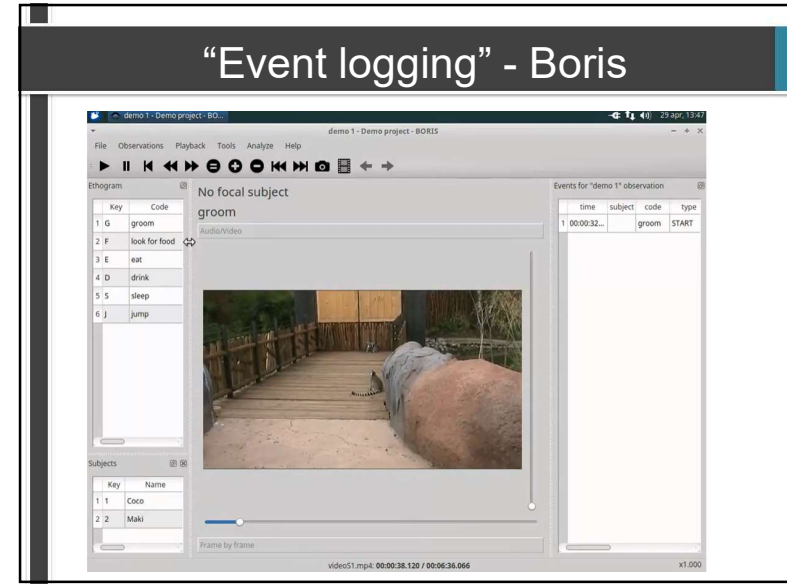 “Event logging” - Boris
demo 1 - Demo project - BO...
29 apr, 13:47
demo 1 - Demo project - BORIS
File Observations Playback Tools Analyze Help
Ethogram
Key Code
1 G groom
2 F look for food
3 E eat
4 D drink
5 S sleep
6 J jump
Subjects
Key Name
1 1 Coco
2 2 Maki
No focal subject
groom
Audio/Video
Frame by frame
Events for "demo 1" observation
time subject code type
1 00:00:32... groom START
videoS1.mp4: 00:00:38.120 / 00:06:36.066
x1.000